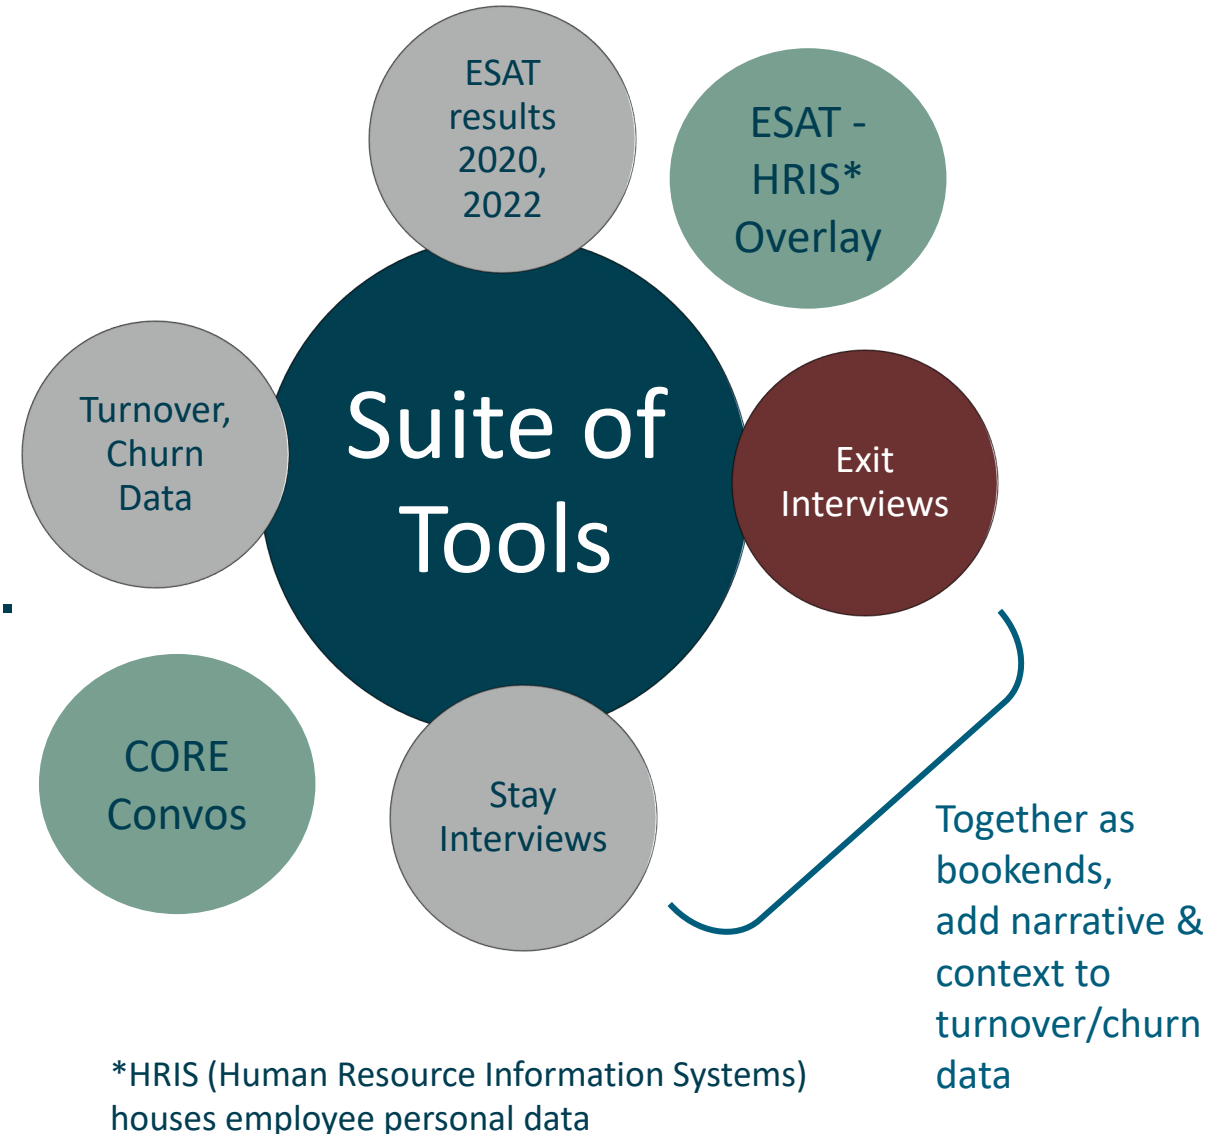 ESAT
results
2020,
2022
ESAT -
HRIS*
Overlay
Suite of
Tools
Turnover,
Churn
Data
Exit
Interviews
CORE
Convos
Stay
Interviews
Together as
bookends,
add narrative &
context to
turnover/churn
data
*HRIS (Human Resource Information Systems)
houses employee personal data